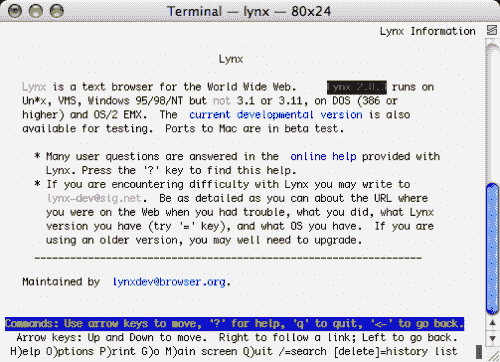 Terminal — lynx — 80x24
Lynx Information
Lynx
Lynx is a text browser for the World Wide Web. Lynx 2.8.3 runs on
Un*x, VMS, Windows 95/98/NT but not 3.1 or 3.11, on DOS (386 or
higher) and OS/2 EMX. The current developmental version is also
available for testing. Ports to Mac are in beta test.
* Many user questions are answered in the online help provided with
Lynx. Press the '?' key to find this help.
* If you are encountering difficulty with Lynx you may write to
lynx-dev@sig.net. Be as detailed as you can about the URL where
you were on the Web when you had trouble, what you did, what Lynx
version you have (try '=' key), and what OS you have. If you are
using an older version, you may well need to upgrade.
Maintained by lynxdev@browser.org.
Commands: Use arrow keys to move, '?' for help, 'q' to quit, '<-' to go back.
Arrow keys: Up and Down to move. Right to follow a link; Left to go back.
H)elp O)ptions P)rint G)o M)ain screen Q)uit /=search [delete]=history list